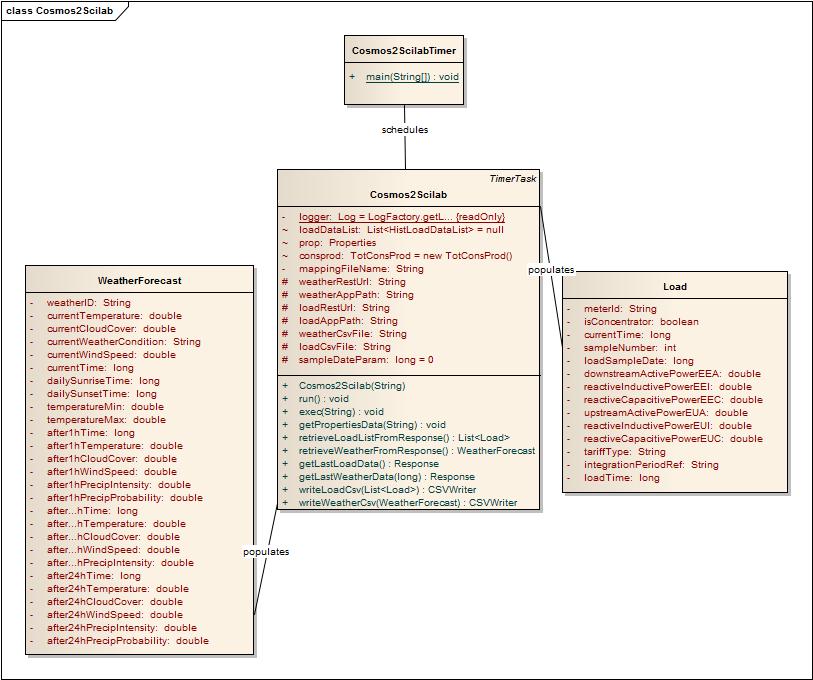 class Cosmos2Scilab
Cosmos2ScilabTimer
+ main(String[]) : void
schedules
TimerTask
Cosmos2Scilab
- logger: Log = LogFactory.getL... {readOnly}
~ loadDataList: List<HistLoadDataList> = null
~ prop: Properties
~ consprod: TotConsProd = new TotConsProd()
- mappingFileName: String
# weatherRestUrl: String
# weatherAppPath: String
# loadRestUrl: String
# loadAppPath: String
# weatherCsvFile: String
# loadCsvFile: String
# sampleDateParam: long = 0
+ Cosmos2Scilab(String)
+ run() : void
+ exec(String) : void
+ getPropertiesData(String) : void
+ retrieveLoadListFromResponse() : List<Load>
+ retrieveWeatherFromResponse() : WeatherForecast
+ getLastLoadData() : Response
+ getLastWeatherData(long) : Response
+ writeLoadCsv(List<Load>) : CSVWriter
+ writeWeatherCsv(WeatherForecast) : CSVWriter
populates
populates
WeatherForecast
- weatherID: String
- currentTemperature: double
- currentCloudCover: double
- currentWeatherCondition: String
- currentWindSpeed: double
- currentTime: long
- dailySunriseTime: long
- dailySunsetTime: long
- temperatureMin: double
- temperatureMax: double
- after1hTime: long
- after1hTemperature: double
- after1hCloudCover: double
- after1hWindSpeed: double
- after1hPrecipIntensity: double
- after1hPrecipProbability: double
- after...hTime: long
- after...hTemperature: double
- after...hCloudCover: double
- after...hWindSpeed: double
- after...hPrecipIntensity: double
- after24hTime: long
- after24hTemperature: double
- after24hCloudCover: double
- after24hWindSpeed: double
- after24hPrecipIntensity: double
- after24hPrecipProbability: double
Load
- meterId: String
- isConcentrator: boolean
- currentTime: long
- sampleNumber: int
- loadSampleDate: long
- downstreamActivePowerEEA: double
- reactiveInductivePowerEEI: double
- reactiveCapacitivePowerEEC: double
- upstreamActivePowerEUA: double
- reactiveInductivePowerEUI: double
- reactiveCapacitivePowerEUC: double
- tariffType: String
- integrationPeriodRef: String
- loadTime: long